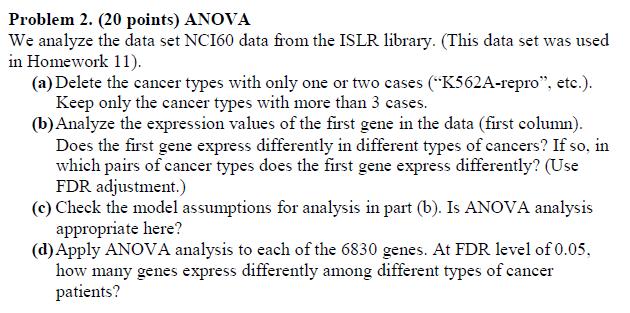 Problem 2. (20 points) ANOVA
We analyze the data set NCI60 data from the ISLR library. (This data set was used
in Homework 11).
(a) Delete the cancer types with only one or two cases (“K562A-repro”, etc.).
Keep only the cancer types with more than 3 cases.
(b) Analyze the expression values of the first gene in the data (first column).
Does the first gene express differently in different types of cancers? If so, in
which pairs of cancer types does the first gene express differently? (Use
FDR adjustment.)
(c) Check the model assumptions for analysis in part (b). Is ANOVA analysis
appropriate here?
(d) Apply ANOVA analysis to each of the 6830 genes. At FDR level of 0.05,
how many genes express differently among different types of cancer
patients?